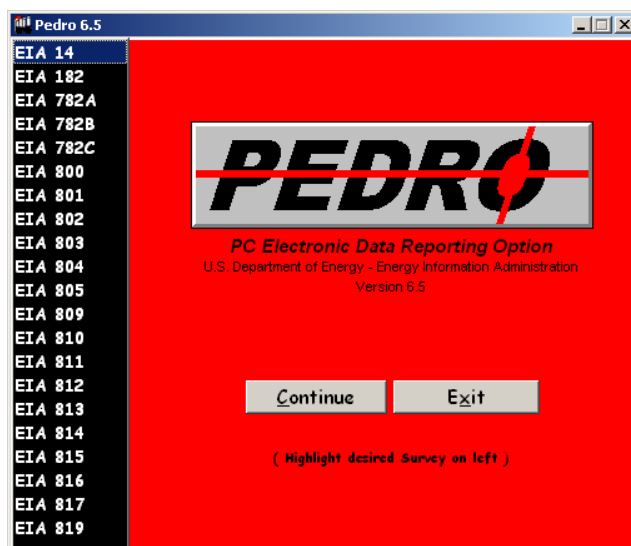 Pedro 6.5
EIA 14
EIA 182
EIA 782A
EIA 782B
EIA 782C
EIA 800
EIA 801
EIA 802
EIA 803
EIA 804
EIA 805
EIA 809
EIA 810
EIA 811
EIA 812
EIA 813
EIA 814
EIA 815
EIA 816
EIA 817
EIA 819
PEDRO
PC Electronic Data Reporting Option
U.S. Department of Energy - Energy Information Administration
Version 6.5
Continue
Exit
( Highlight desired Survey on left )